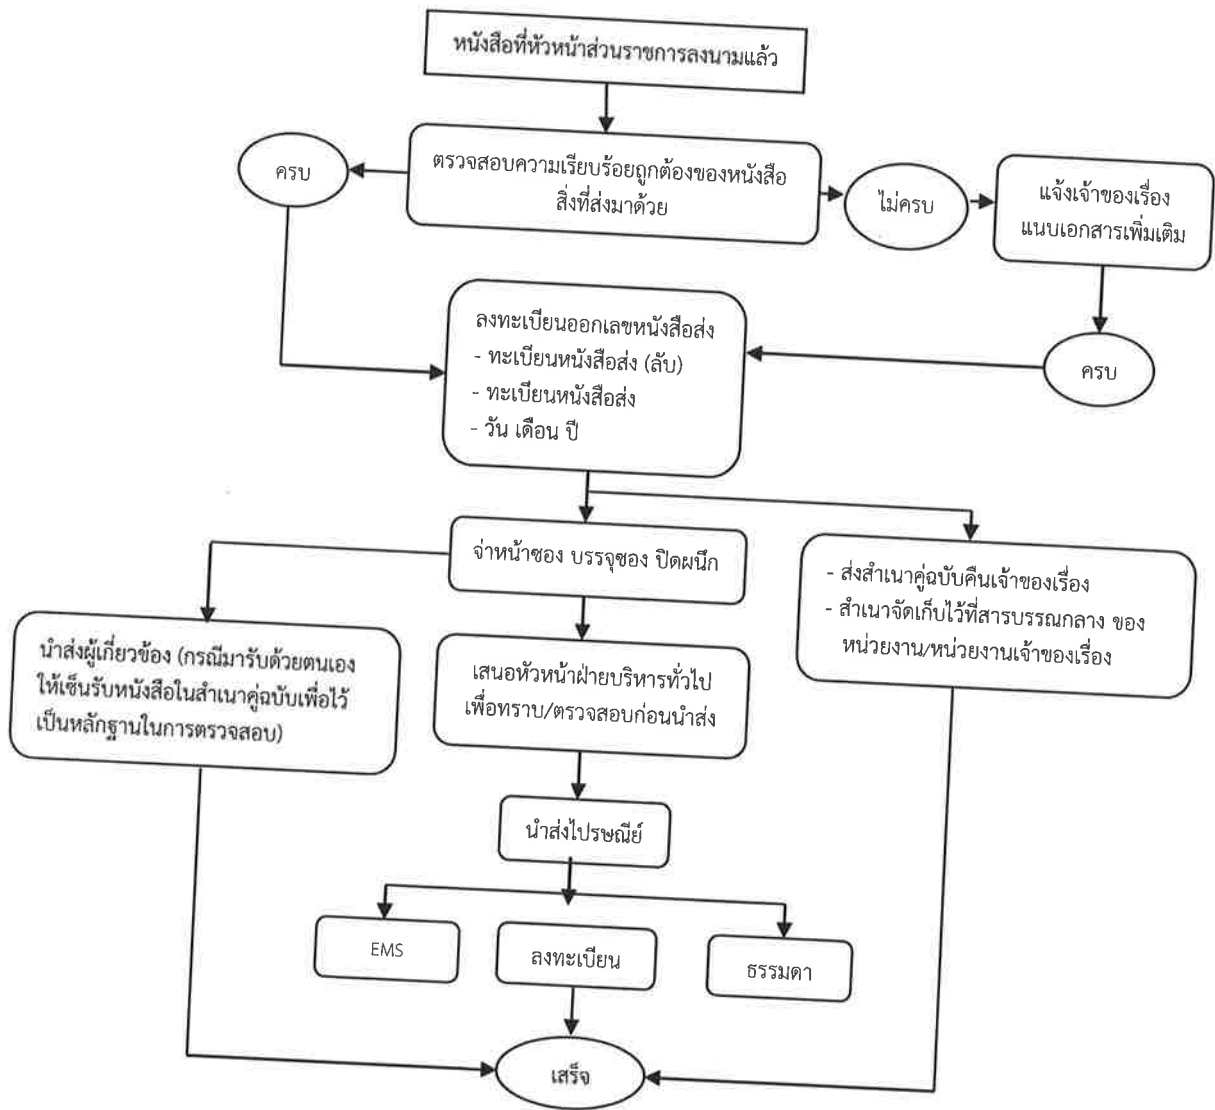 หนังสือที่หัวหน้าส่วนราชการลงนามแล้ว
ตรวจสอบความเรียบร้อยถูกต้องของหนังสือ
สิ่งที่ส่งมาด้วย
ครบ
ไม่ครบ
แจ้งเจ้าของเรื่อง
แนบเอกสารเพิ่มเติม
ครบ
ลงทะเบียนออกเลขหนังสือส่ง
- ทะเบียนหนังสือส่ง (ลับ)
- ทะเบียนหนังสือส่ง
- วัน เดือน ปี
จ่าหน้าซอง บรรจุซอง ปิดผนึก
- ส่งสำเนาคู่ฉบับคืนเจ้าของเรื่อง
- สำเนาจัดเก็บไว้ที่สารบรรณกลาง ของ
หน่วยงาน/หน่วยงานเจ้าของเรื่อง
นำส่งผู้เกี่ยวข้อง (กรณีมารับด้วยตนเอง
ให้เซ็นรับหนังสือในสำเนาคู่ฉบับเพื่อไว้
เป็นหลักฐานในการตรวจสอบ)
เสนอหัวหน้าฝ่ายบริหารทั่วไป
เพื่อทราบ/ตรวจสอบก่อนนำส่ง
นำส่งไปรษณีย์
EMS
ลงทะเบียน
ธรรมดา
เสร็จ